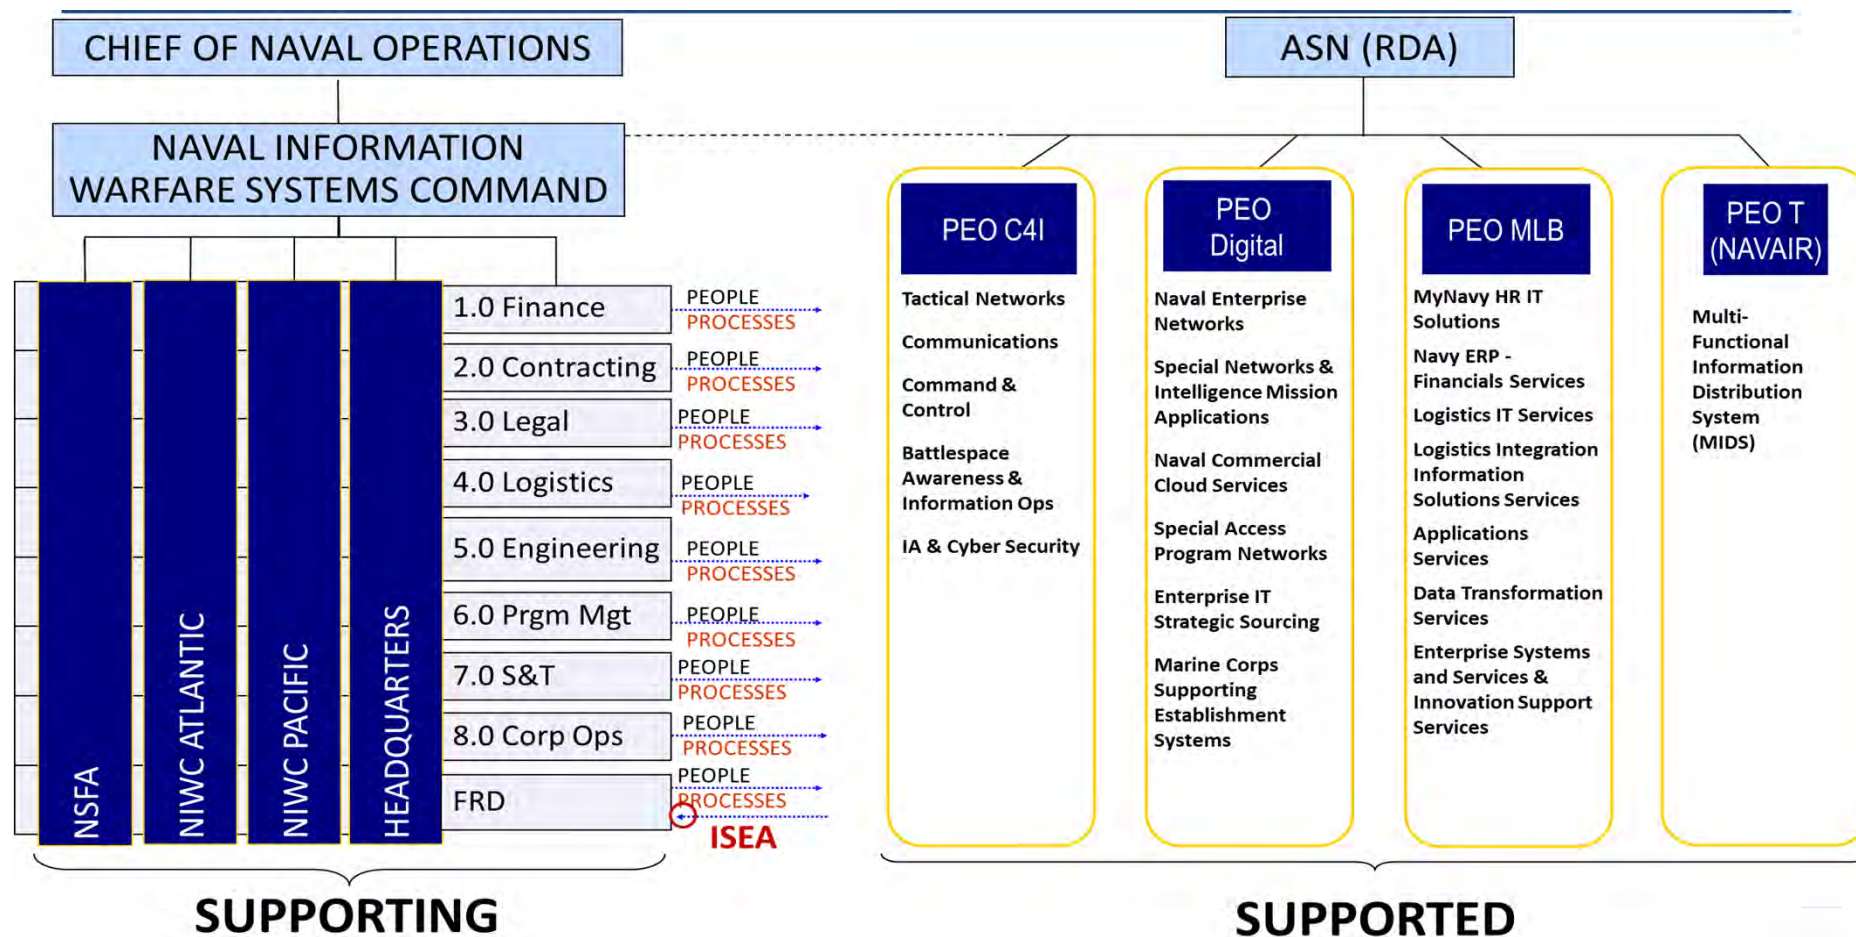 CHIEF OF NAVAL OPERATIONS
ASN (RDA)
NAVAL INFORMATION
WARFARE SYSTEMS COMMAND
NSFA
NIWC ATLANTIC
NIWC PACIFIC
HEADQUARTERS
1.0 Finance
PEOPLE
PROCESSES
2.0 Contracting
PEOPLE
PROCESSES
3.0 Legal
PEOPLE
PROCESSES
4.0 Logistics
PEOPLE
PROCESSES
5.0 Engineering
PEOPLE
PROCESSES
6.0 Prgm Mgt
PEOPLE
PROCESSES
7.0 S&T
PEOPLE
PROCESSES
8.0 Corp Ops
PEOPLE
PROCESSES
FRD
PEOPLE
PROCESSES
ISEA
SUPPORTING
PEO C4I
Tactical Networks
Communications
Command &
Control
Battlespace
Awareness &
Information Ops
IA & Cyber Security
PEO
Digital
Naval Enterprise
Networks
Special Networks &
Intelligence Mission
Applications
Naval Commercial
Cloud Services
Special Access
Program Networks
Enterprise IT
Strategic Sourcing
Marine Corps
Supporting
Establishment
Systems
PEO MLB
MyNavy HR IT
Solutions
Navy ERP -
Financials Services
Logistics IT Services
Logistics Integration
Information
Solutions Services
Applications
Services
Data Transformation
Services
Enterprise Systems
and Services &
Innovation Support
Services
PEO T
(NAVAIR)
Multi-
Functional
Information
Distribution
System
(MIDS)
SUPPORTED